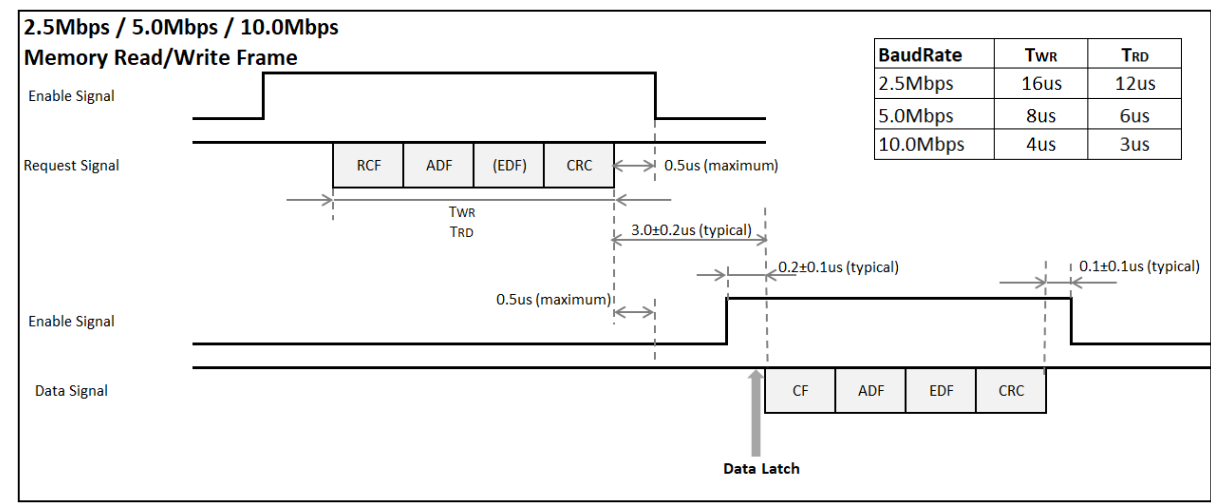 2.5Mbps / 5.0Mbps / 10.0Mbps
Memory Read/Write Frame
BaudRate TWR TRD
2.5Mbps 16us 12us
5.0Mbps 8us 6us
10.0Mbps 4us 3us
Enable Signal
Request Signal
RCF ADF (EDF) CRC
0.5us (maximum)
TWR
TRD
3.0±0.2us (typical)
0.2±0.1us (typical)
0.1±0.1us (typical)
0.5us (maximum)
Enable Signal
Data Signal
CF ADF EDF CRC
Data Latch